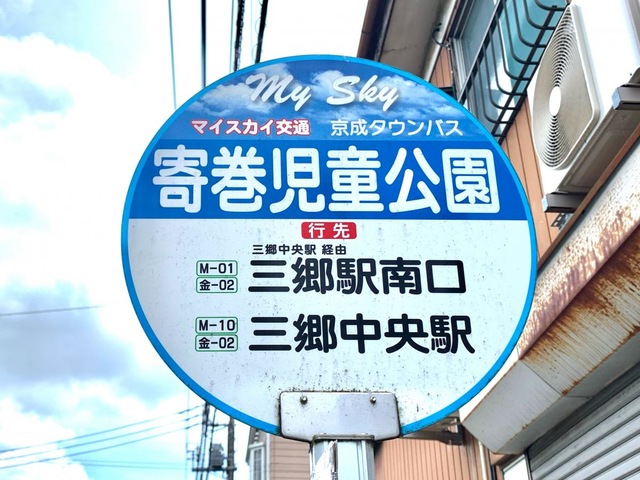 My Sky
マイスカイ交通 京成タウンバス
寄巻児童公園
行先
三郷中央駅 経由
M-01
金-02
三郷駅南口
M-10
金-02
三郷中央駅